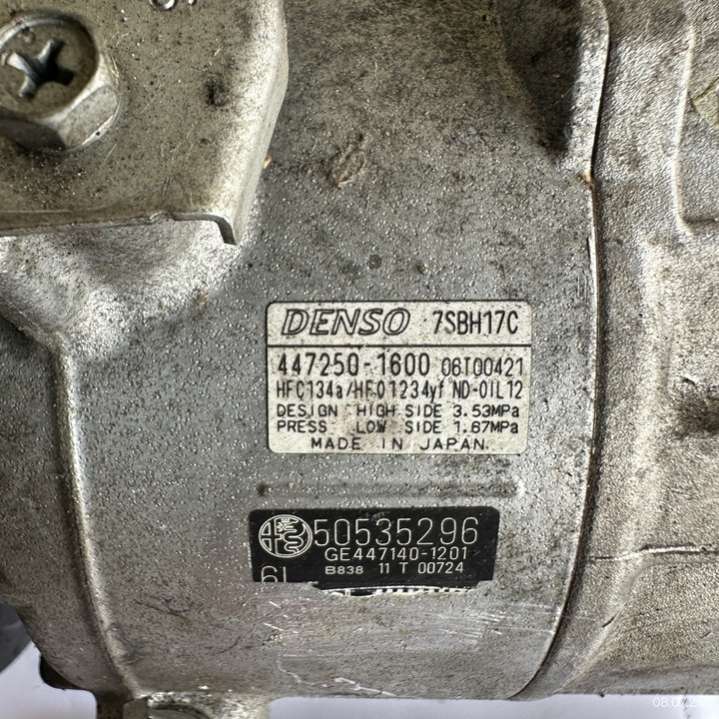 DENSO 7SBH17C
447250-1600 06T00421
HFC134a/HFO1234yf ND-OIL12
DESIGN HIGH SIDE 3.53MPa
PRESS LOW SIDE 1.67MPa
MADE IN JAPAN
50535296
GE447140-1201
B838 11 T 00724